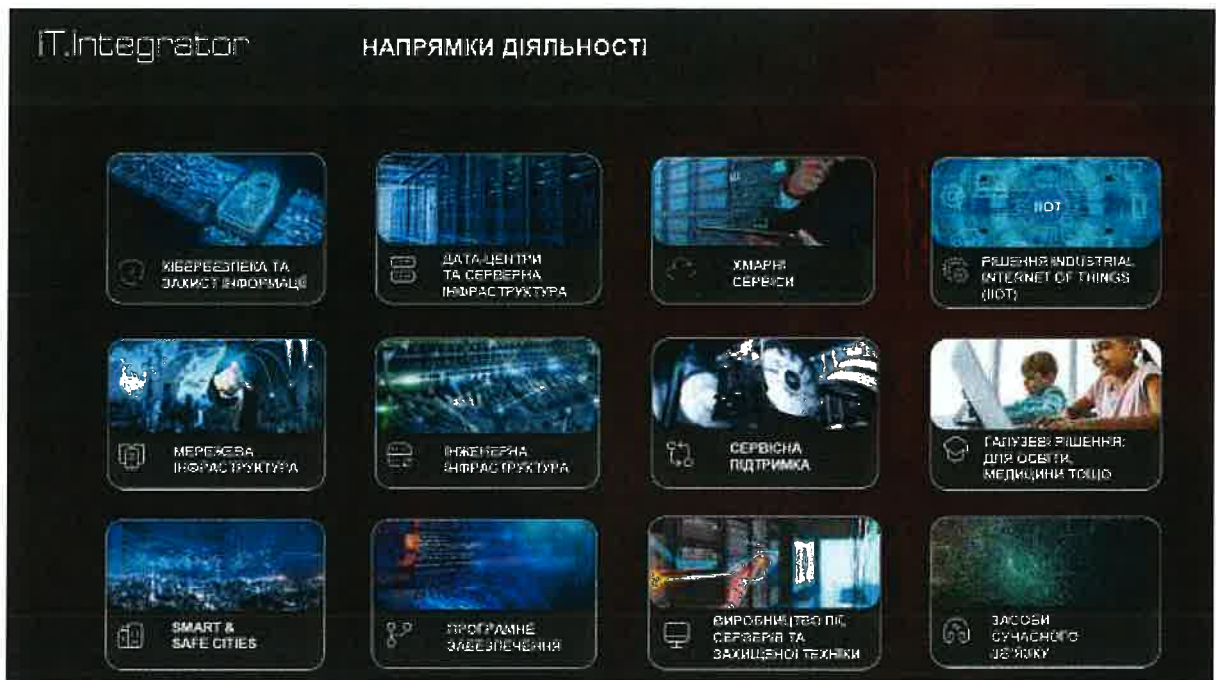 IT.Integrator
НАПРЯМКИ ДІЯЛЬНОСТІ
КІБЕРБЕЗПЕКА ТА
ЗАХИСТ ІНФОРМАЦІЇ
ДАТА-ЦЕНТРИ
ТА СЕРВЕРНА
ІНФРАСТРУКТУРА
ХМАРНІ
СЕРВІСИ
IIOT
РІШЕННЯ INDUSTRIAL
INTERNET OF THINGS
(IIOT)
МЕРЕЖЕВА
ІНФРАСТРУКТУРА
ІНЖЕНЕРНА
ІНФРАСТРУКТУРА
СЕРВІСНА
ПІДТРИМКА
ГАЛУЗЕВІ РІШЕННЯ:
ДЛЯ ОСВІТИ,
МЕДИЦИНИ ТОЩО
SMART &
SAFE CITIES
ПРОГРАМНЕ
ЗАБЕЗПЕЧЕННЯ
ВИРОБНИЦТВО ПК,
СЕРВЕРІВ ТА
ЗАХИЩЕНОЇ ТЕХНІКИ
ЗАСОБИ
СУЧАСНОГО
ЗВ'ЯЗКУ